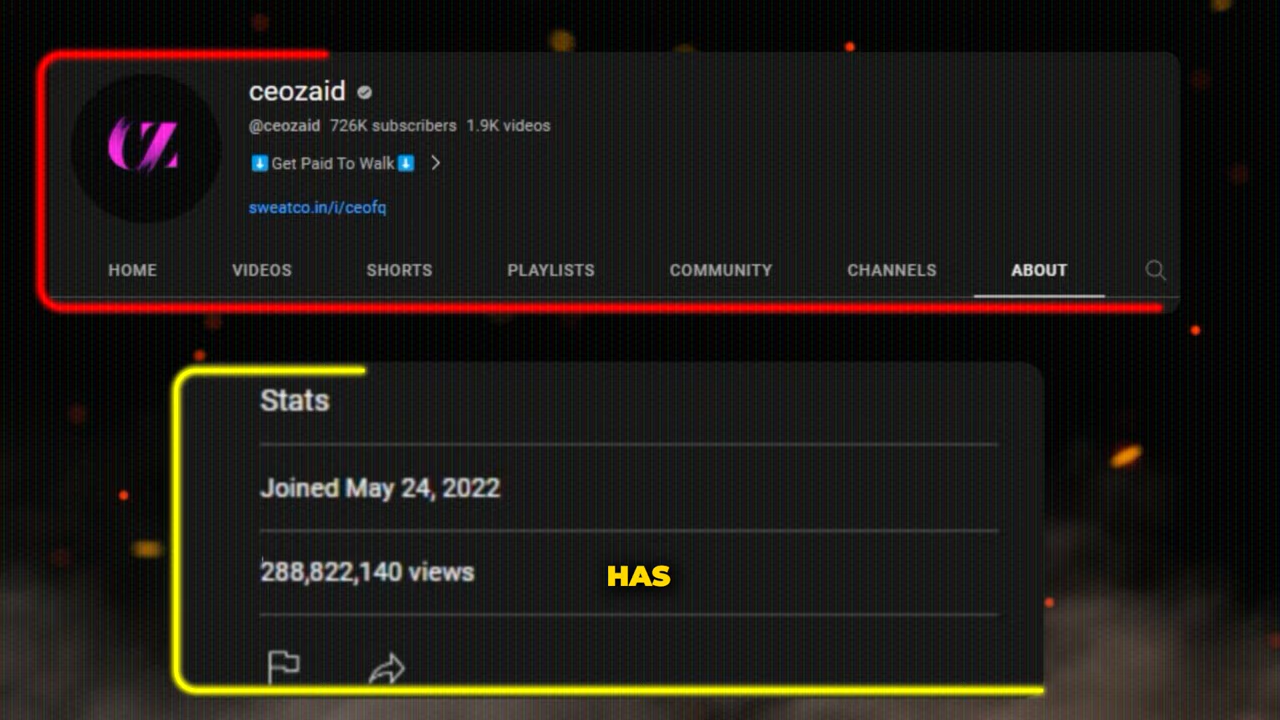 CZ
ceozaid
@ceozaid 726K subscribers 1.9K videos
Get Paid To Walk
sweatco.in/i/ceofq
HOME VIDEOS SHORTS PLAYLISTS COMMUNITY CHANNELS ABOUT
Stats
Joined May 24, 2022
288,822,140 views
HAS